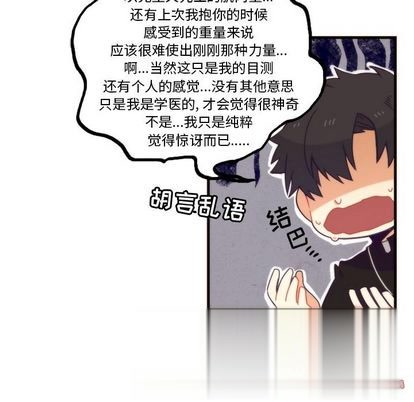 还有上次我抱你的时候
感受到的重量来说
应该很难使出刚刚那种力量...
啊...当然这只是我的目测
还有个人的感觉...没有其他意思
只是我是学医的, 才会觉得很神奇
不是...我只是纯粹
觉得惊讶而已.....
胡言乱语
结巴...